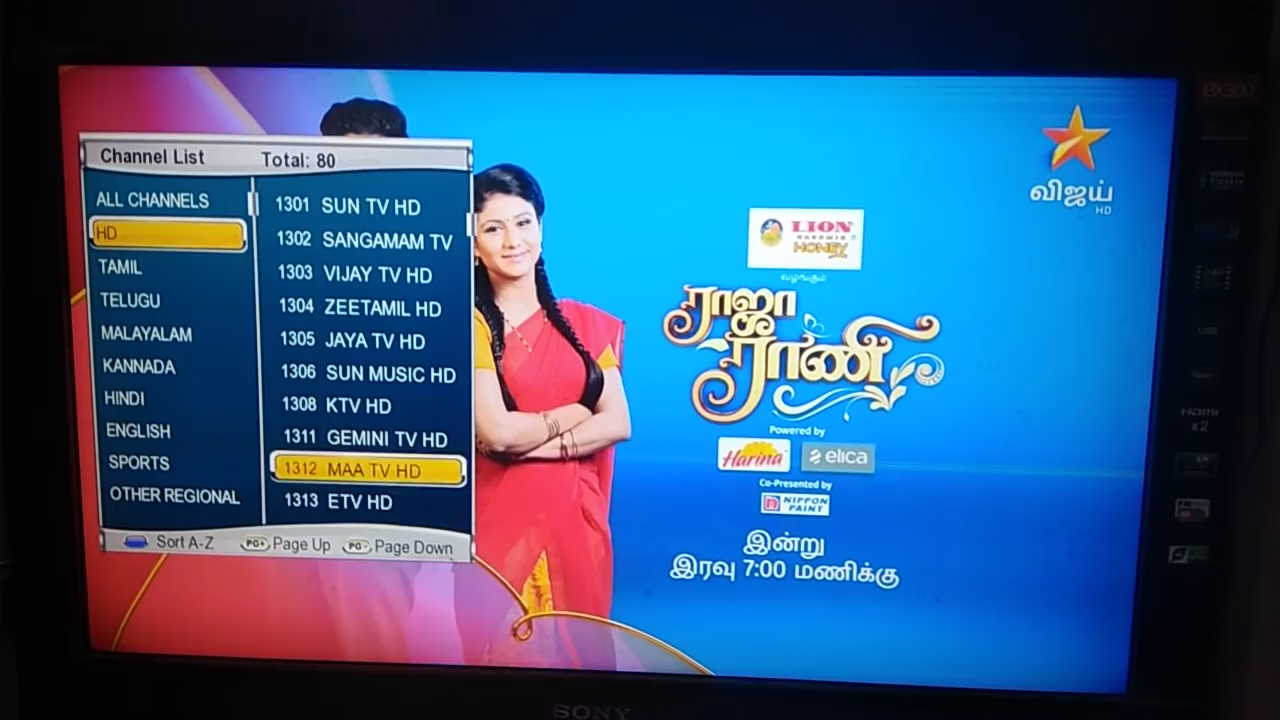 Channel List Total: 80
ALL CHANNELS
HD
TAMIL
TELUGU
MALAYALAM
KANNADA
HINDI
ENGLISH
SPORTS
OTHER REGIONAL
1301 SUN TV HD
1302 SANGAMAM TV
1303 VIJAY TV HD
1304 ZEETAMIL HD
1305 JAYA TV HD
1306 SUN MUSIC HD
1308 KTV HD
1311 GEMINI TV HD
1312 MAA TV HD
1313 ETV HD
Sort A-Z PG+ Page Up PG- Page Down
விஜய்
HD
LION
KASHMIR
HONEY
வழங்கும்
ராஜா
ராணி
Powered by
Harina elica
Co-Presented by
NIPPON
PAINT
இன்று
இரவு 7:00 மணிக்கு
BX300
HDMI
x2
SONY